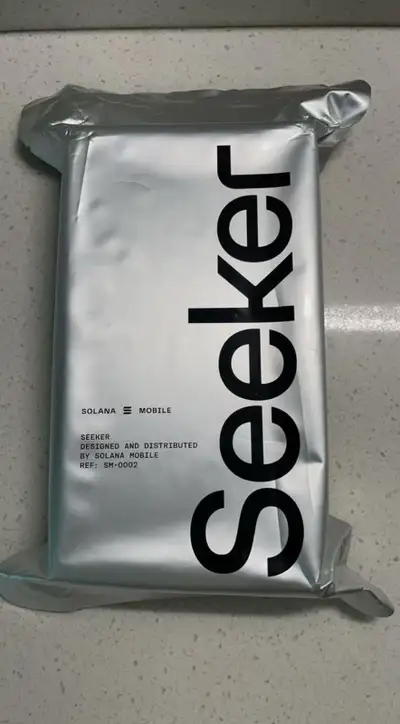 Seeker
SOLANA MOBILE
SEEKER
DESIGNED AND DISTRIBUTED
BY SOLANA MOBILE
REF: SM-0002